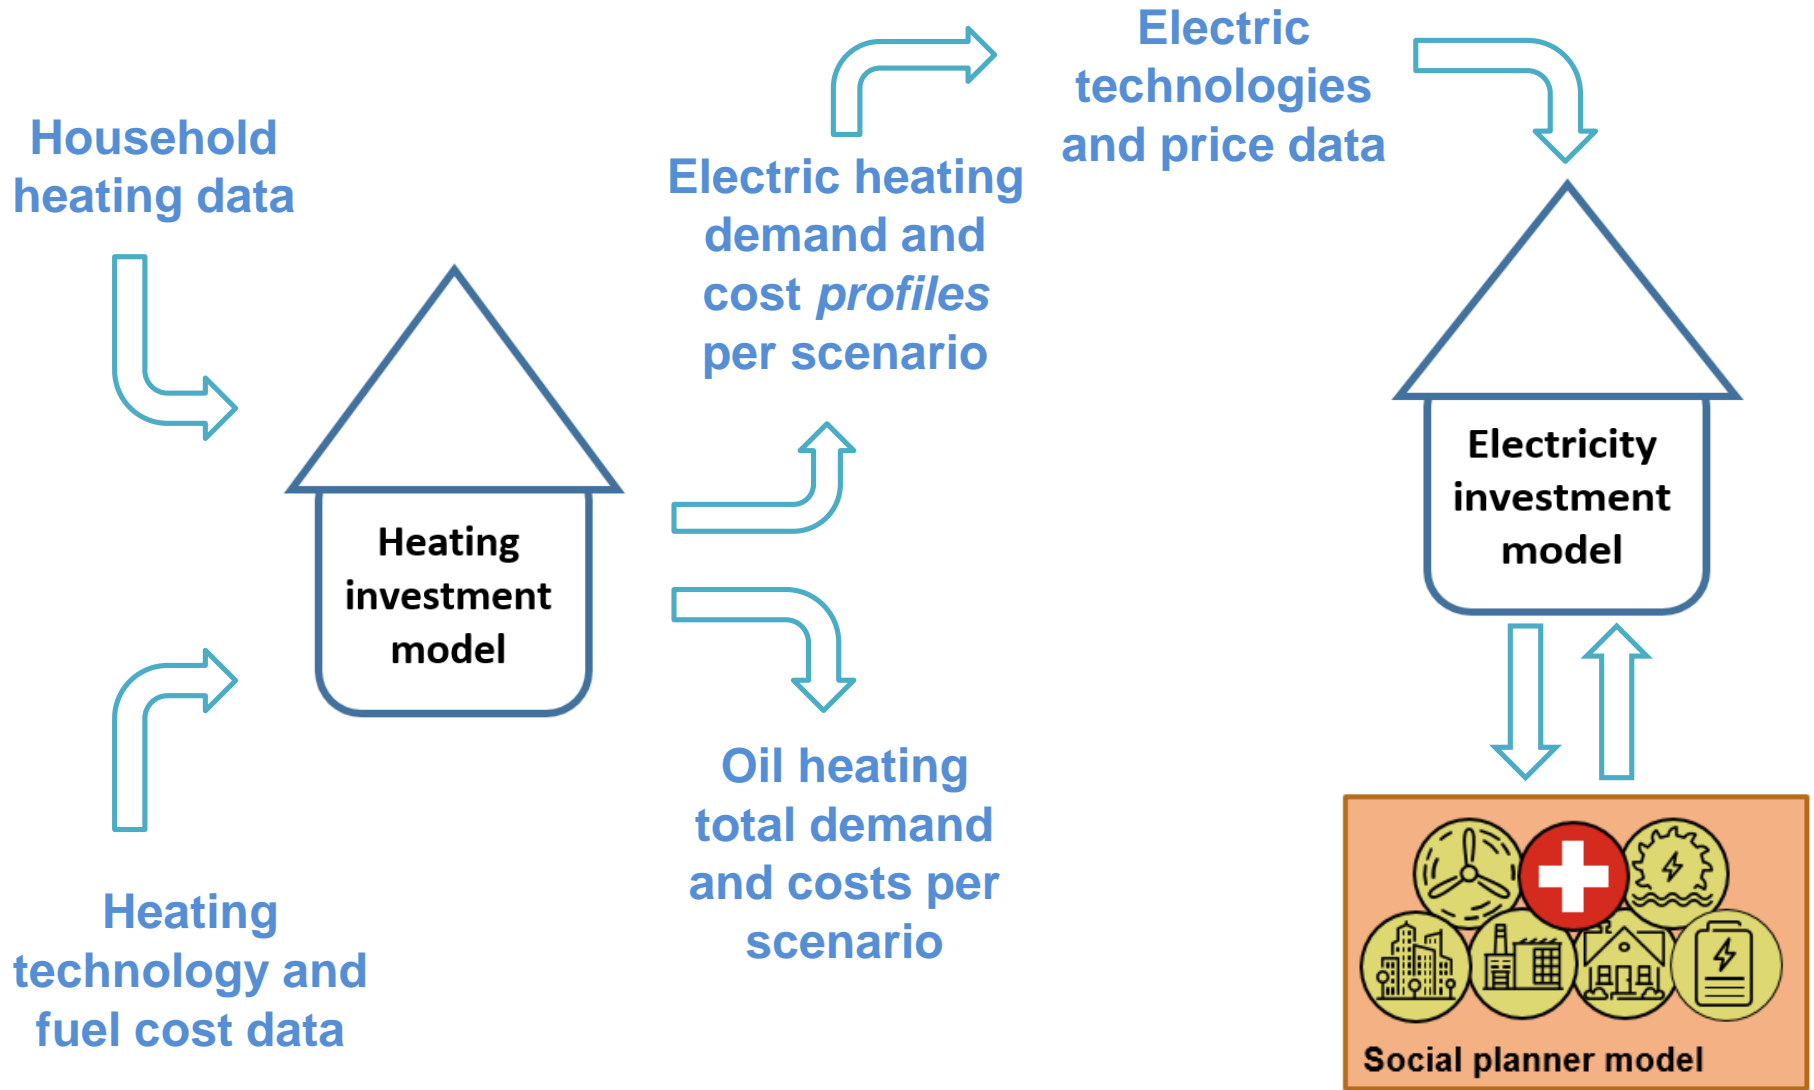 Household
heating data
Heating
investment
model
Heating
technology and
fuel cost data
Electric heating
demand and
cost profiles
per scenario
Oil heating
total demand
and costs per
scenario
Electric
technologies
and price data
Electricity
investment
model
Social planner model